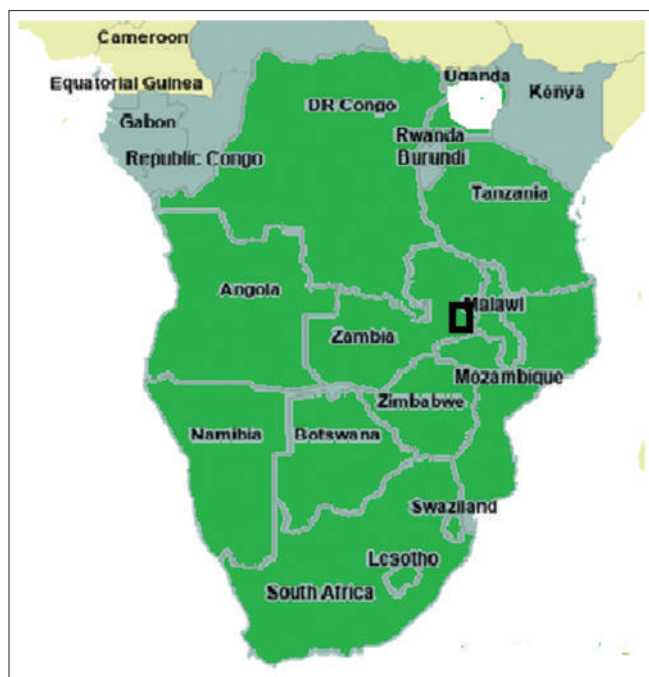 Cameroon
Uganda
Equatorial Guinea
Kenya
DR Congo
Gabon
Rwanda
Republic Congo
Burundi
Tanzania
Angola
Malawi
Zambia
Mozambique
Zimbabwe
Namibia
Botswana
Swaziland
Lesotho
South Africa